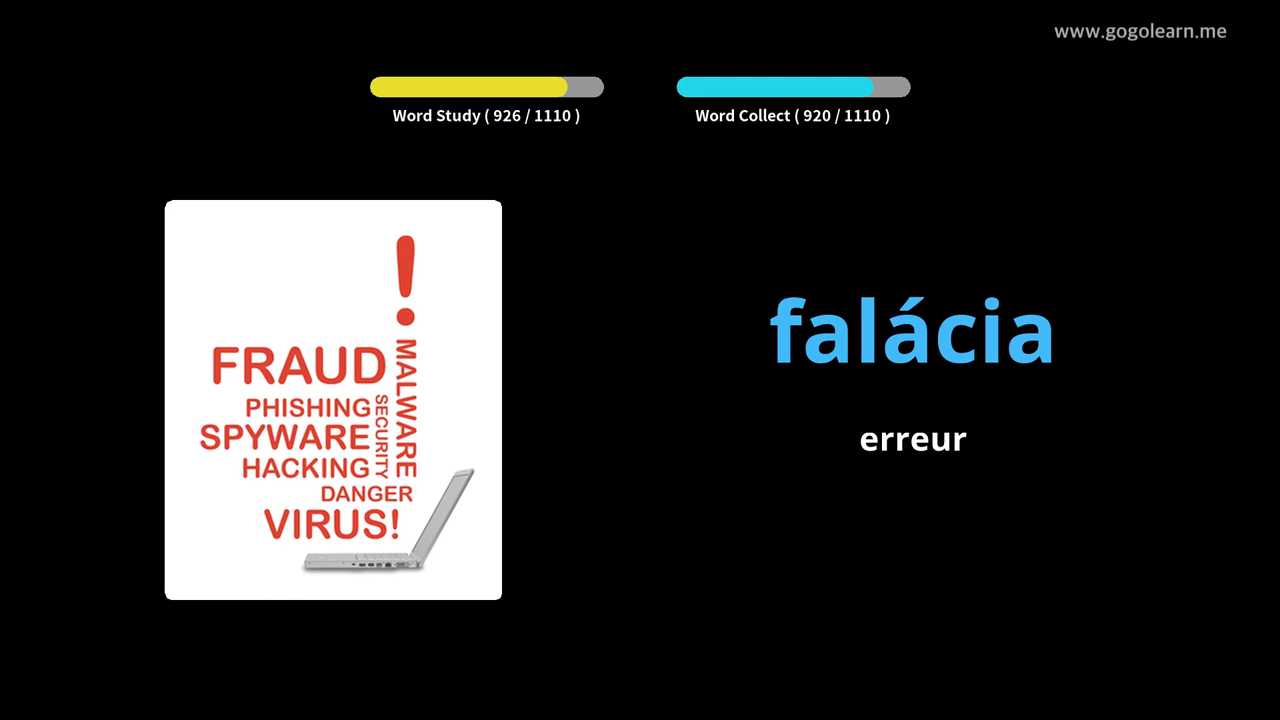 www.gogolearn.me
Word Study ( 926 / 1110 )
Word Collect ( 920 / 1110 )
!
FRAUD
MALWARE
PHISHING
SECURITY
SPYWARE
HACKING
DANGER
VIRUS!
falácia
erreur